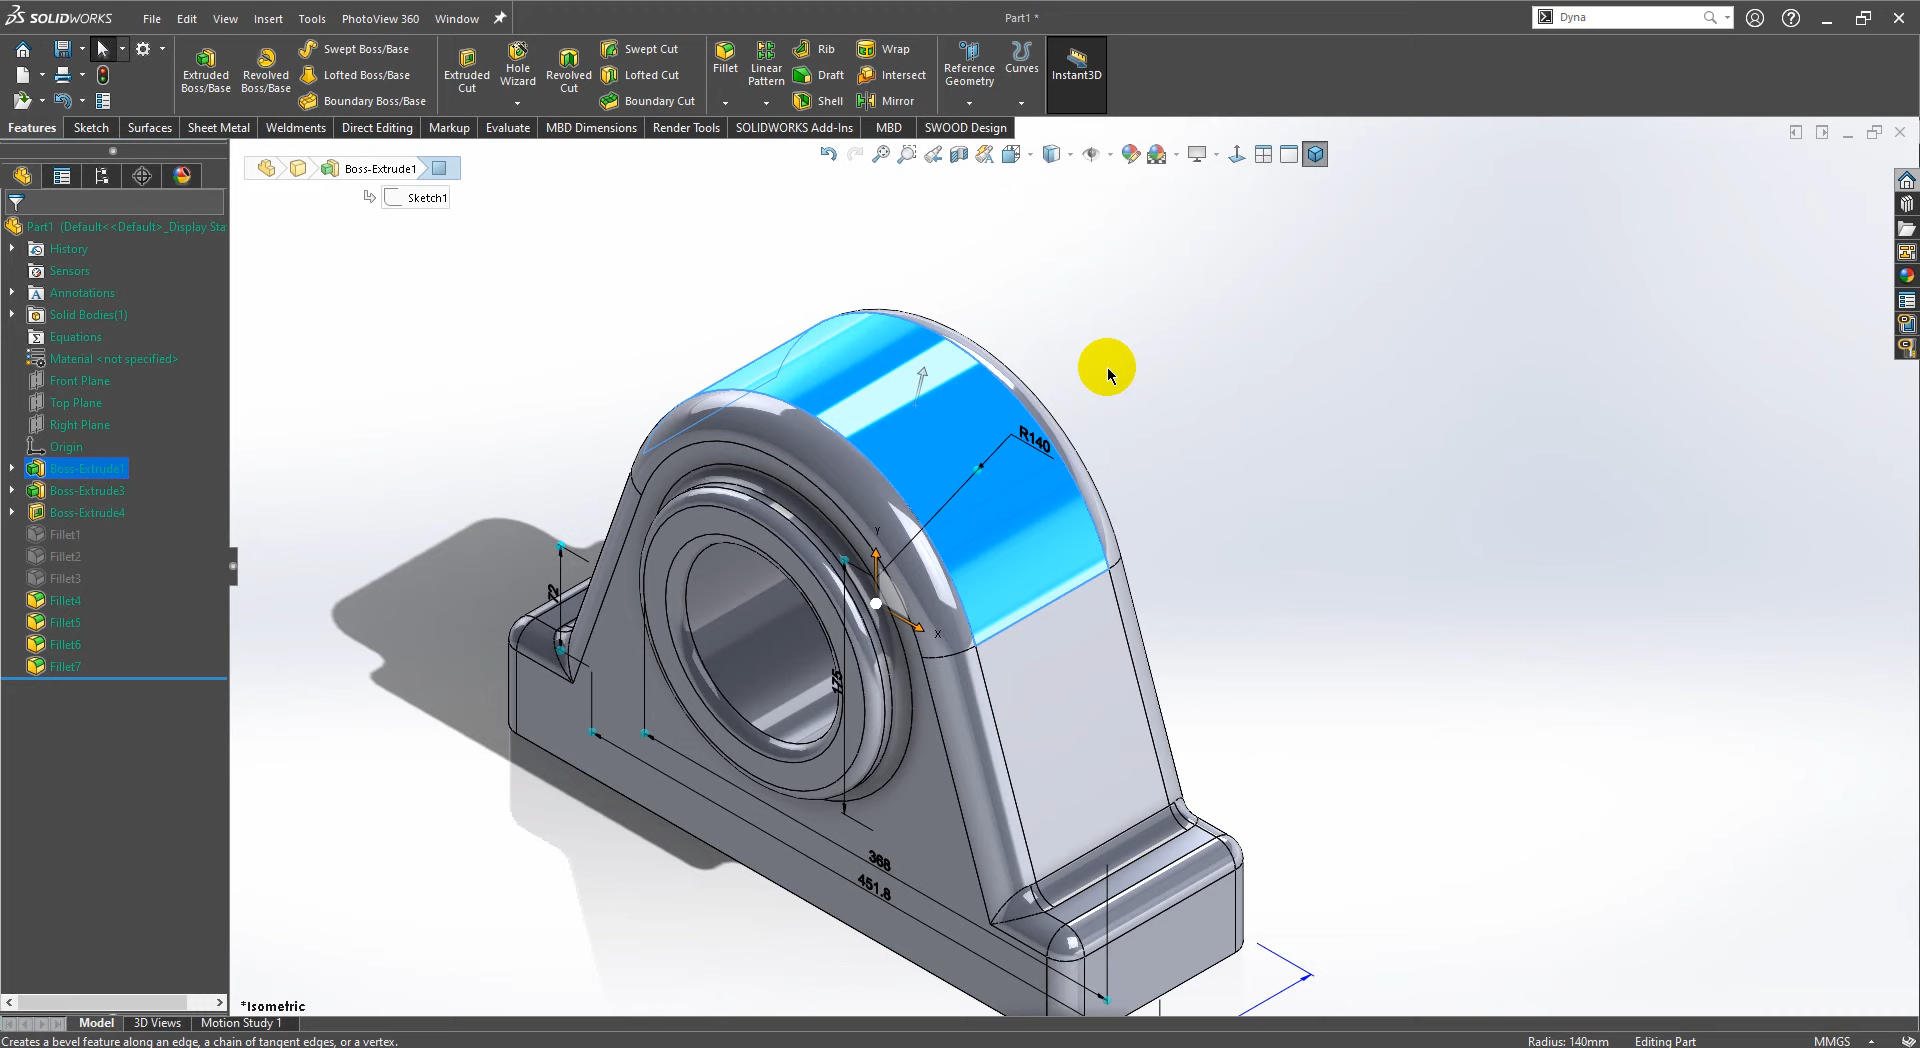 SOLIDWORKS
File Edit View Insert Tools PhotoView 360 Window
Part1 *
Dyna
Extruded Boss/Base
Revolved Boss/Base
Swept Boss/Base
Lofted Boss/Base
Boundary Boss/Base
Extruded Cut
Hole Wizard
Revolved Cut
Swept Cut
Lofted Cut
Boundary Cut
Fillet
Linear Pattern
Rib
Draft
Shell
Wrap
Intersect
Mirror
Reference Geometry
Curves
Instant3D
Features Sketch Surfaces Sheet Metal Weldments Direct Editing Markup Evaluate MBD Dimensions Render Tools SOLIDWORKS Add-Ins MBD SWOOD Design
Boss-Extrude1
Sketch1
Part1 (Default<<Default>_Display Sta
History
Sensors
Annotations
Solid Bodies(1)
Equations
Material <not specified>
Front Plane
Top Plane
Right Plane
Origin
Boss-Extrude1
Boss-Extrude3
Boss-Extrude4
Fillet1
Fillet2
Fillet3
Fillet4
Fillet5
Fillet6
Fillet7
R140
Y
X
72
175
368
451.8
*Isometric
Model 3D Views Motion Study 1
Creates a bevel feature along an edge, a chain of tangent edges, or a vertex.
Radius: 140mm Editing Part MMGS